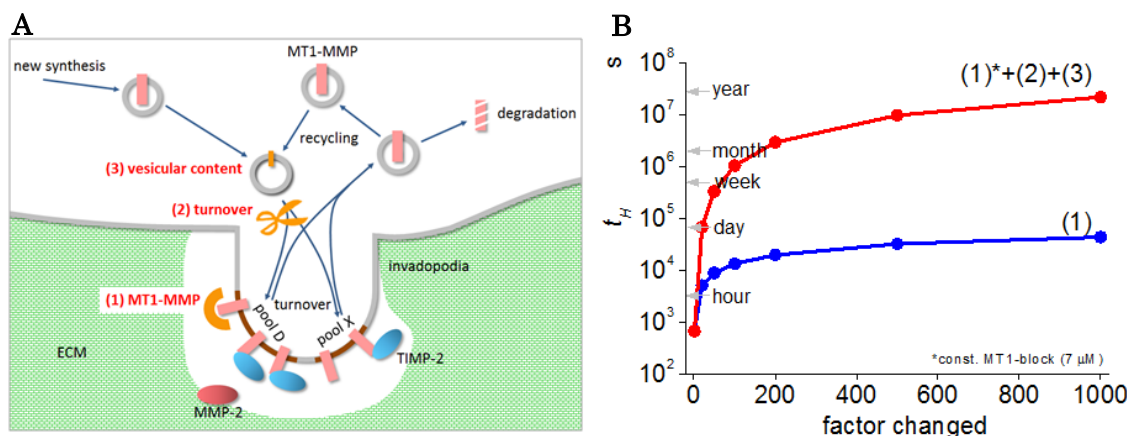 A
new synthesis
MT1-MMP
degradation
recycling
(3) vesicular content
(2) turnover
invadopodia
(1) MT1-MMP
turnover
pool D
pool X
ECM
TIMP-2
MMP-2
B
s
t_H
10^8
10^7
10^6
10^5
10^4
10^3
10^2
year
month
week
day
hour
(1)*+(2)+(3)
(1)
*const. MT1-block (7 μM)
0 200 400 600 800 1000
factor changed